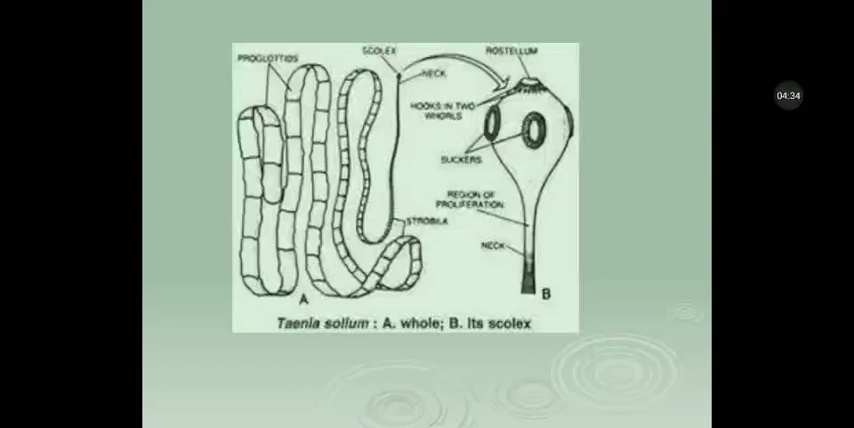 SCOLEX
ROSTELLUM
PROGLOTTIDS
NECK
HOOKS IN TWO
WHORLS
SUCKERS
REGION OF
PROLIFERATION
STROBILA
NECK
A
B
Taenia solium : A. whole; B. Its scolex
04:34